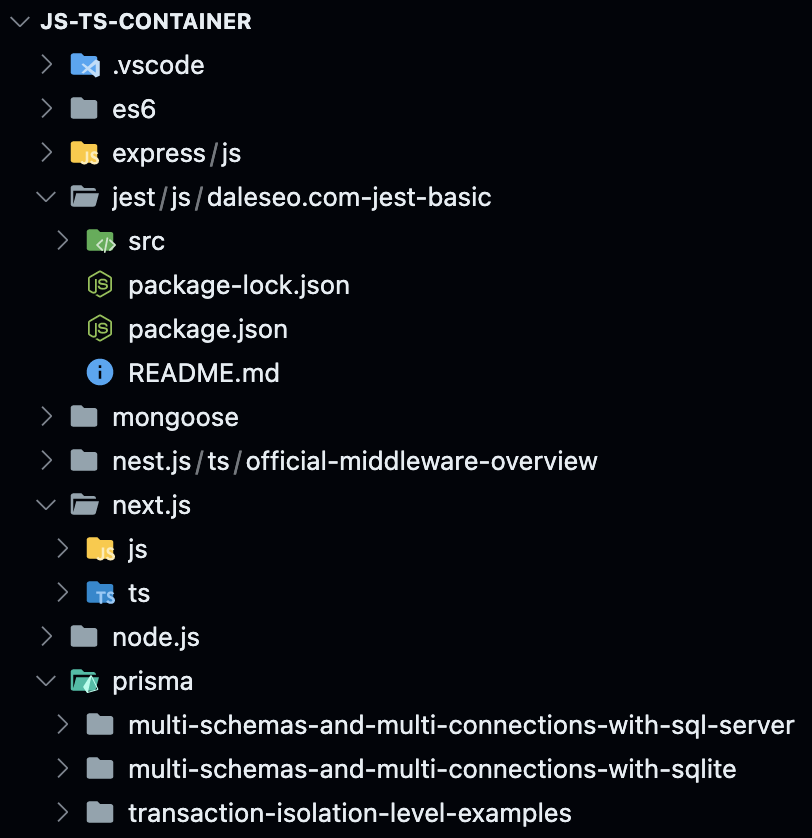 JS-TS-CONTAINER
.vscode
es6
express/js
jest/js/daleseo.com-jest-basic
src
package-lock.json
package.json
README.md
mongoose
nest.js/ts/official-middleware-overview
next.js
js
ts
node.js
prisma
multi-schemas-and-multi-connections-with-sql-server
multi-schemas-and-multi-connections-with-sqlite
transaction-isolation-level-examples